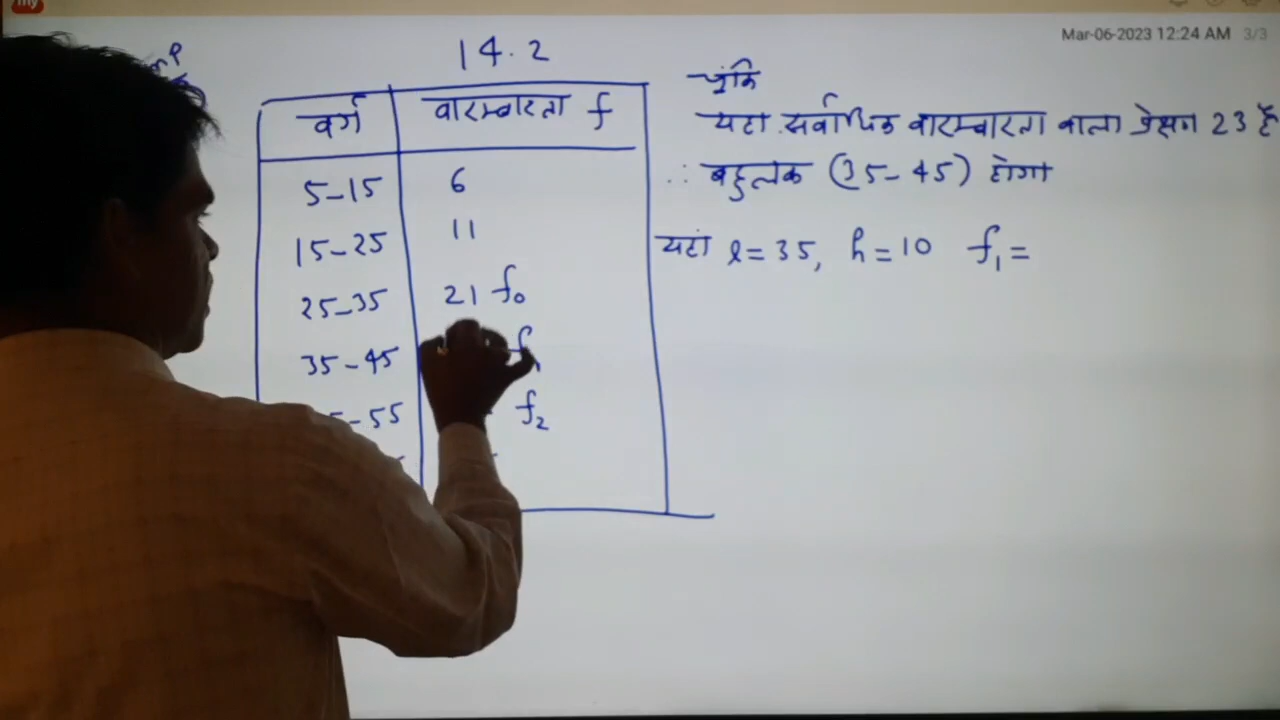 my
Mar-06-2023 12:24 AM 3/3
14.2
वर्ग वारम्बारता f
5-15 6
15-25 11
25-35 21 f₀
35-45 f₁
-55 f₂
चूंकि
यहा सर्वाधिक वारम्बारता वाला प्रेक्षण 23 है
∴ बहुलक (35-45) होगा
यहां l = 35, h = 10 f₁ =